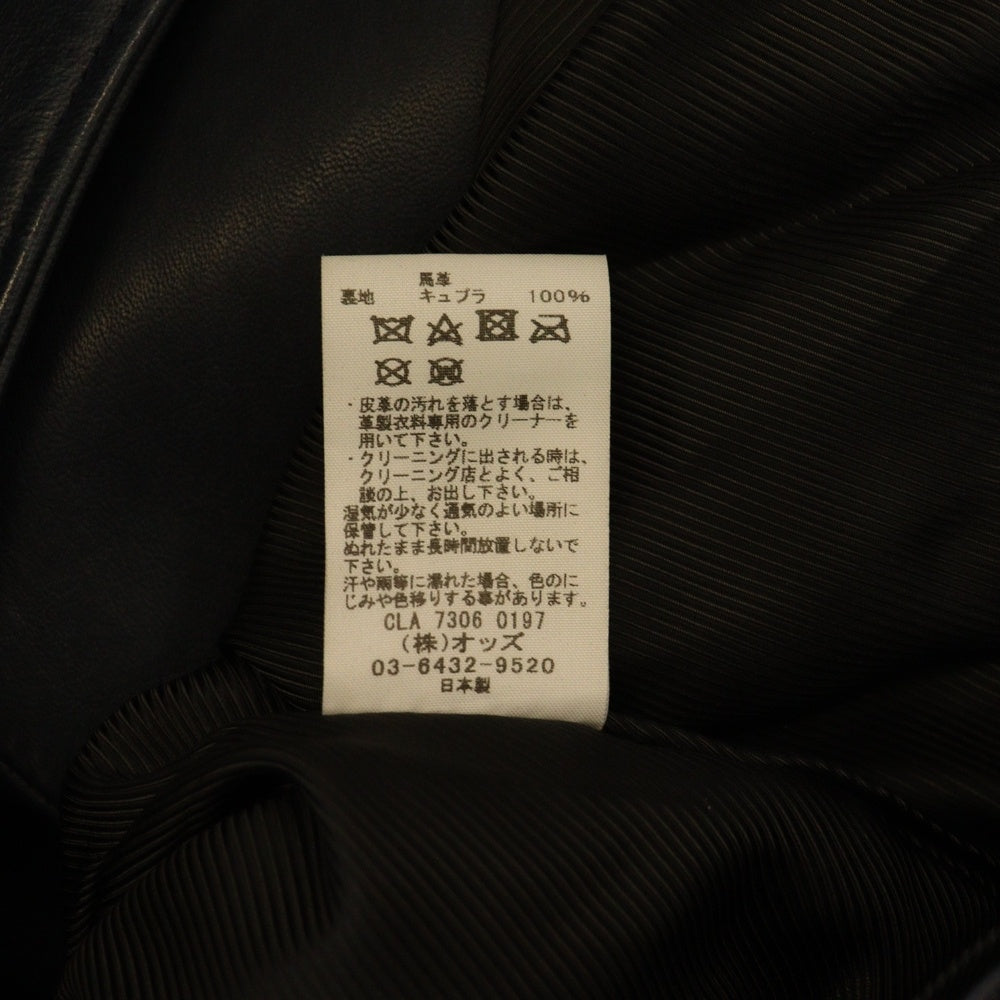 馬革
裏地 キュプラ 100%
・皮革の汚れを落とす場合は、
革製衣料専用のクリーナーを
用いて下さい。
・クリーニングに出される時は、
クリーニング店とよく、ご相
談の上、お出し下さい。
湿気が少なく通気のよい場所に
保管して下さい。
ぬれたまま長時間放置しないで
下さい。
汗や雨等に濡れた場合、色のに
じみや色移りする事があります。
CLA 7306 0197
(株)オッズ
03-6432-9520
日本製